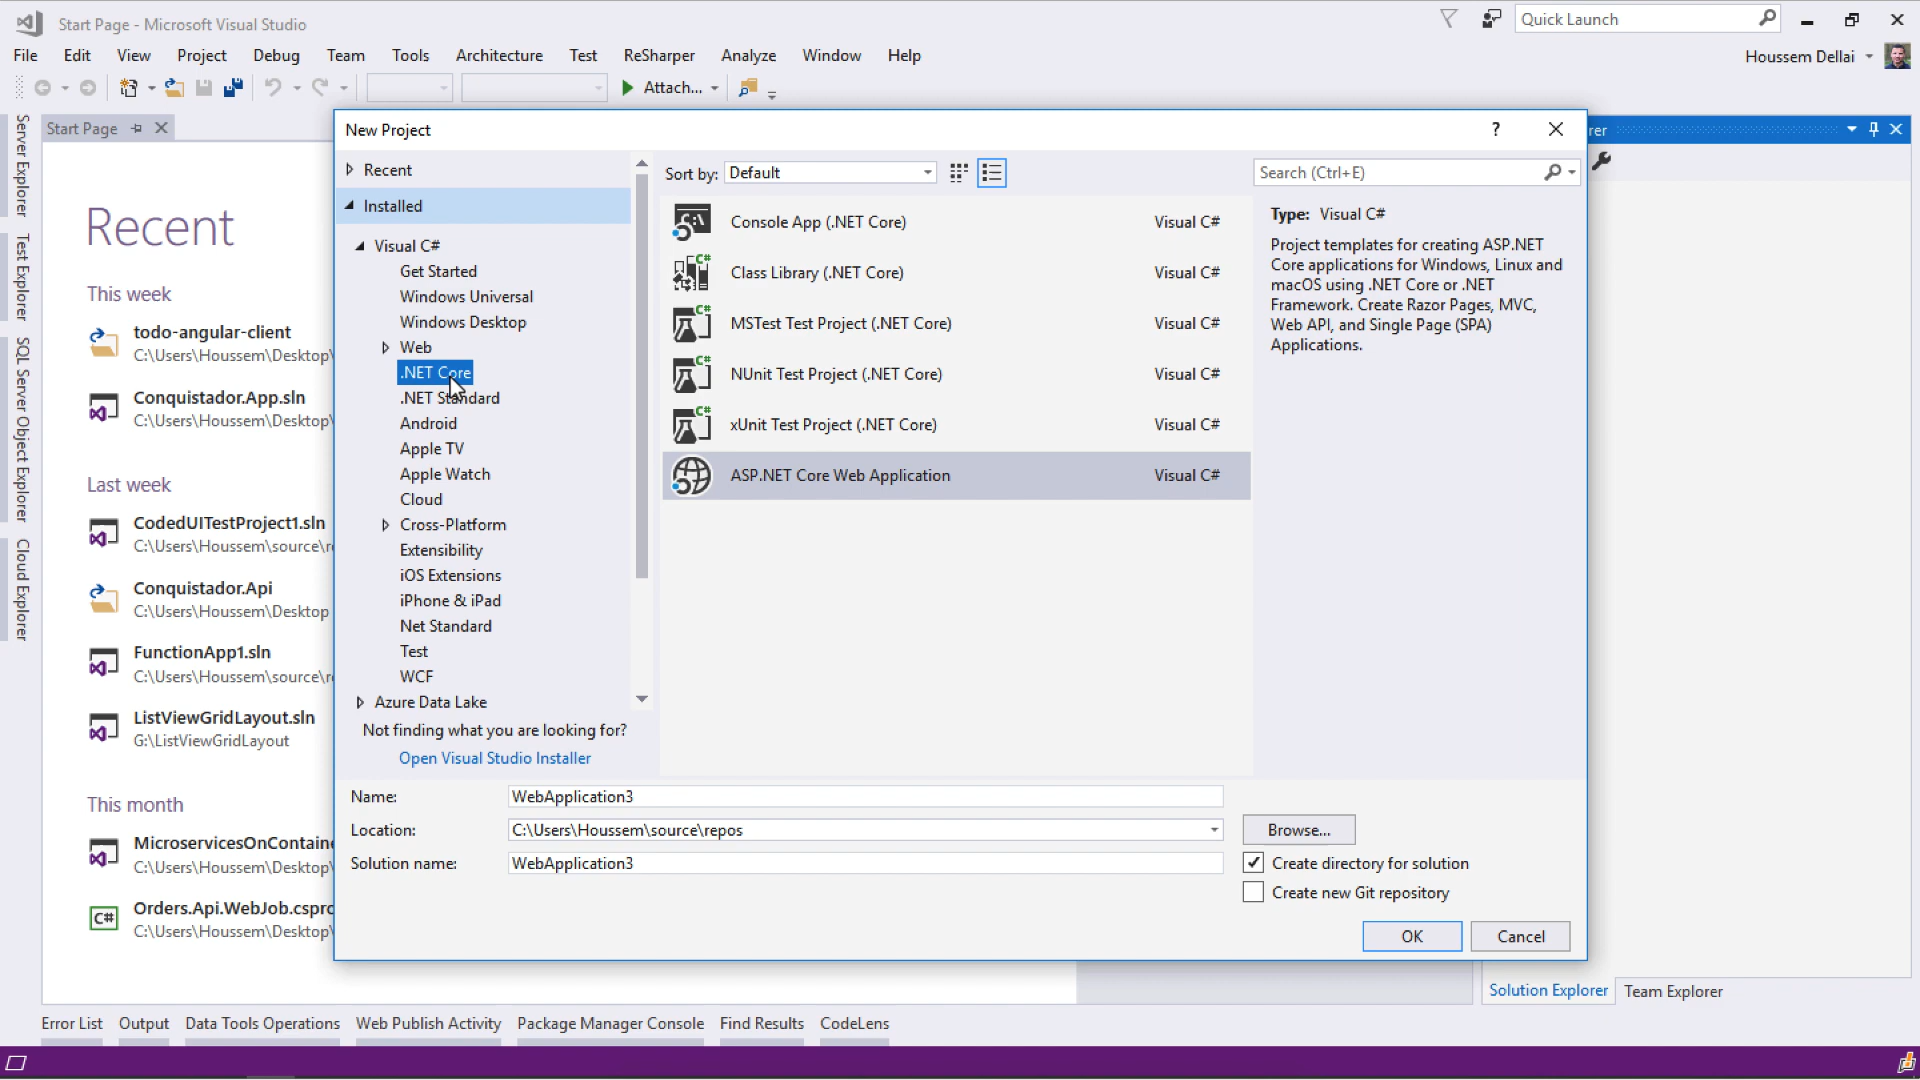 Start Page - Microsoft Visual Studio
Quick Launch
File Edit View Project Debug Team Tools Architecture Test ReSharper Analyze Window Help
Houssem Dellai
Attach...
Server Explorer
Test Explorer
SQL Server Object Explorer
Cloud Explorer
Start Page
Recent
This week
todo-angular-client
C:\Users\Houssem\Desktop\
Conquistador.App.sln
C:\Users\Houssem\Desktop\
Last week
CodedUITestProject1.sln
C:\Users\Houssem\source\r
Conquistador.Api
C:\Users\Houssem\Desktop
FunctionApp1.sln
C:\Users\Houssem\source\r
ListViewGridLayout.sln
G:\ListViewGridLayout
This month
MicroservicesOnContain
C:\Users\Houssem\Desktop\
Orders.Api.WebJob.cspro
C:\Users\Houssem\Desktop\
New Project
?
Recent
Installed
Visual C#
Get Started
Windows Universal
Windows Desktop
Web
.NET Core
.NET Standard
Android
Apple TV
Apple Watch
Cloud
Cross-Platform
Extensibility
iOS Extensions
iPhone & iPad
Net Standard
Test
WCF
Azure Data Lake
Not finding what you are looking for?
Open Visual Studio Installer
Sort by: Default
Console App (.NET Core) Visual C#
Class Library (.NET Core) Visual C#
MSTest Test Project (.NET Core) Visual C#
NUnit Test Project (.NET Core) Visual C#
xUnit Test Project (.NET Core) Visual C#
ASP.NET Core Web Application Visual C#
Search (Ctrl+E)
Type: Visual C#
Project templates for creating ASP.NET
Core applications for Windows, Linux and
macOS using .NET Core or .NET
Framework. Create Razor Pages, MVC,
Web API, and Single Page (SPA)
Applications.
Name: WebApplication3
Location: C:\Users\Houssem\source\repos
Browse...
Solution name: WebApplication3
Create directory for solution
Create new Git repository
OK Cancel
rer
Solution Explorer Team Explorer
Error List Output Data Tools Operations Web Publish Activity Package Manager Console Find Results CodeLens